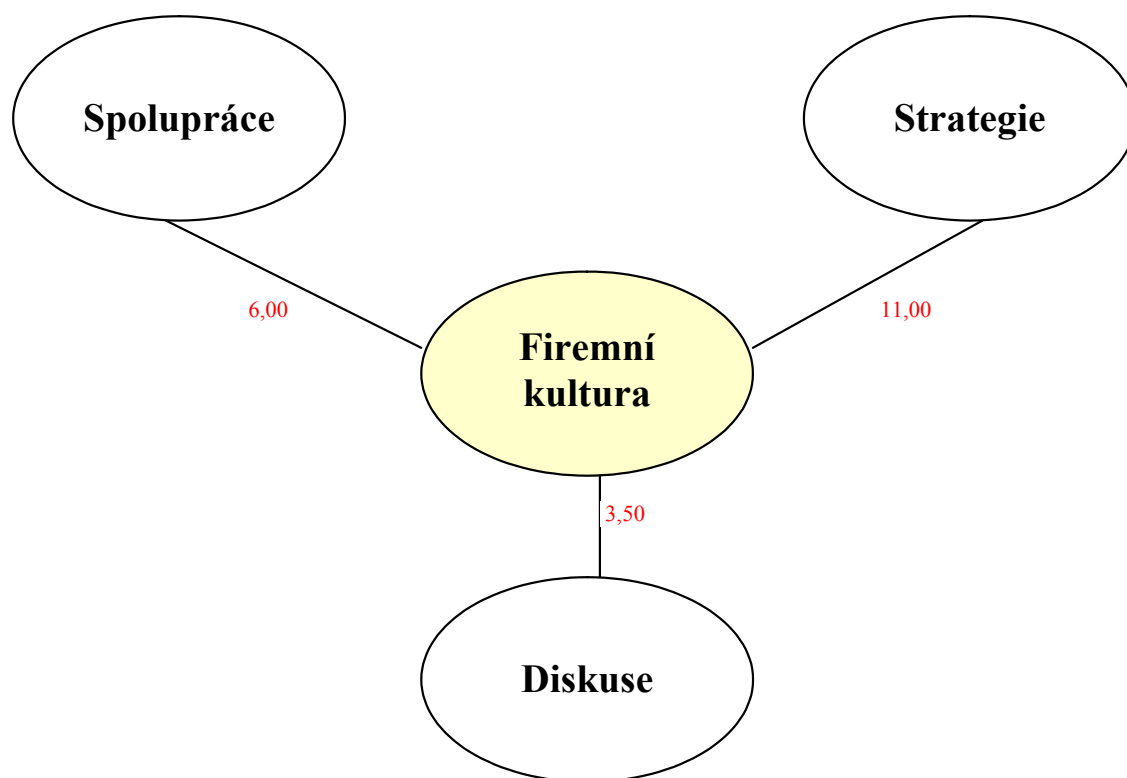 Spolupráce
Strategie
6,00
11,00
Firemní
kultura
3,50
Diskuse